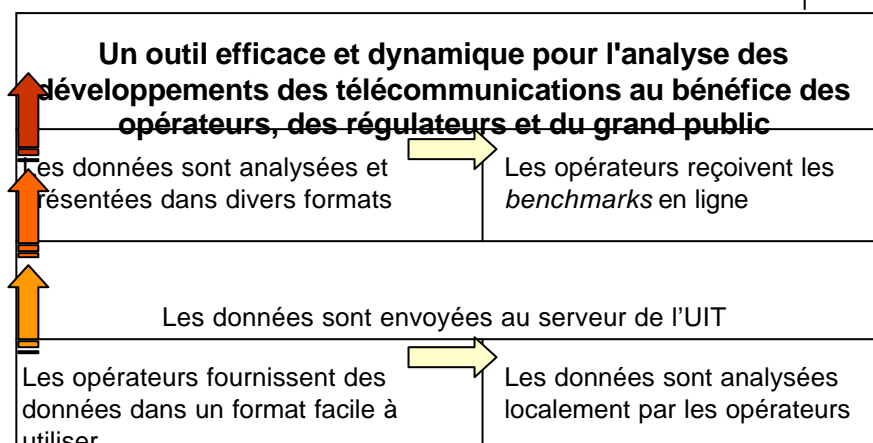 Un outil efficace et dynamique pour l'analyse des
développements des télécommunications au bénéfice des
opérateurs, des régulateurs et du grand public
Les données sont analysées et
présentées dans divers formats
Les opérateurs reçoivent les
benchmarks en ligne
Les données sont envoyées au serveur de l’UIT
Les opérateurs fournissent des
données dans un format facile à
utiliser
Les données sont analysées
localement par les opérateurs